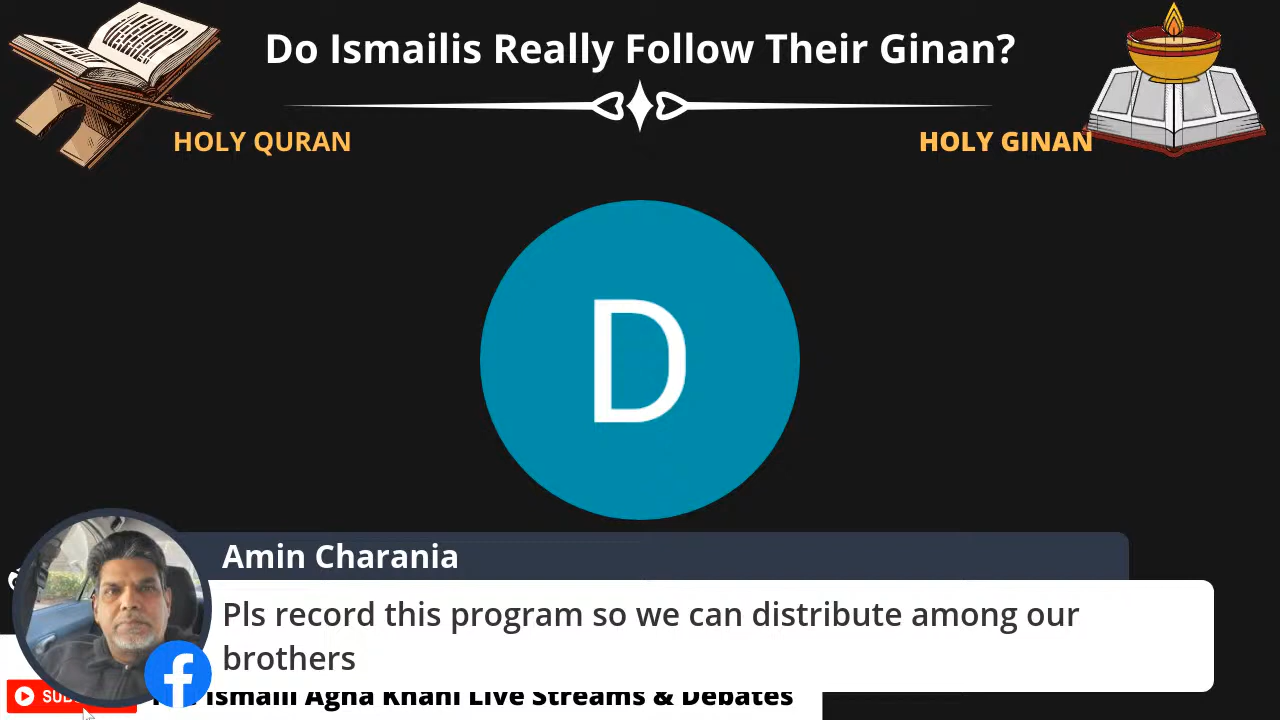 Do Ismailis Really Follow Their Ginan?
HOLY QURAN
HOLY GINAN
D
Amin Charania
Pls record this program so we can distribute among our
brothers
Ismaili Agha Khani Live Streams & Debates